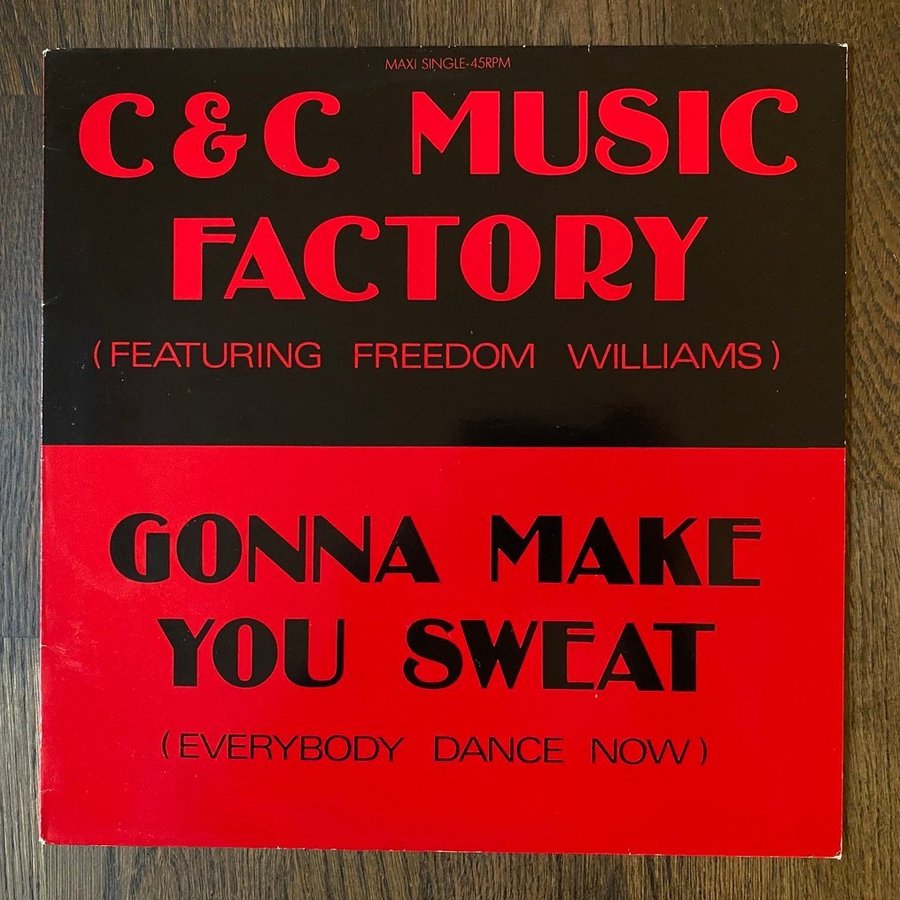 MAXI SINGLE-45RPM
C&C MUSIC
FACTORY
(FEATURING FREEDOM WILLIAMS)
GONNA MAKE
YOU SWEAT
(EVERYBODY DANCE NOW)